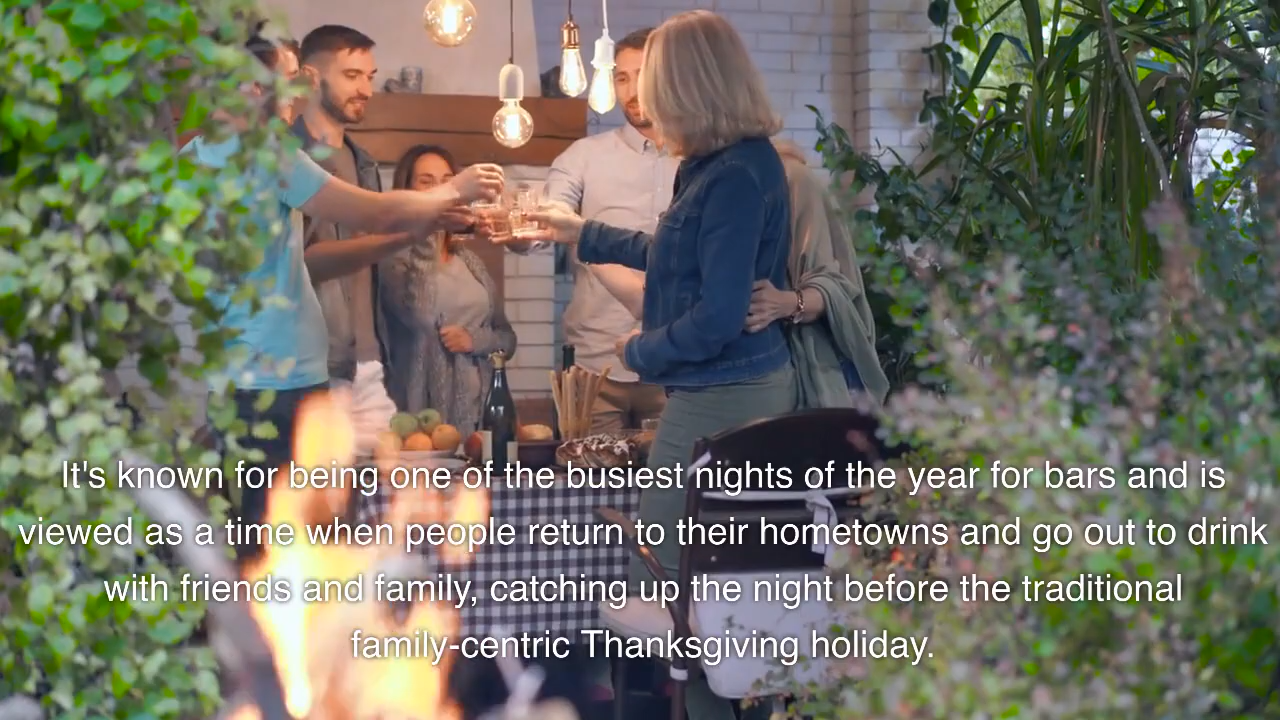 It's known for being one of the busiest nights of the year for bars and is
viewed as a time when people return to their hometowns and go out to drink
with friends and family, catching up the night before the traditional
family-centric Thanksgiving holiday.